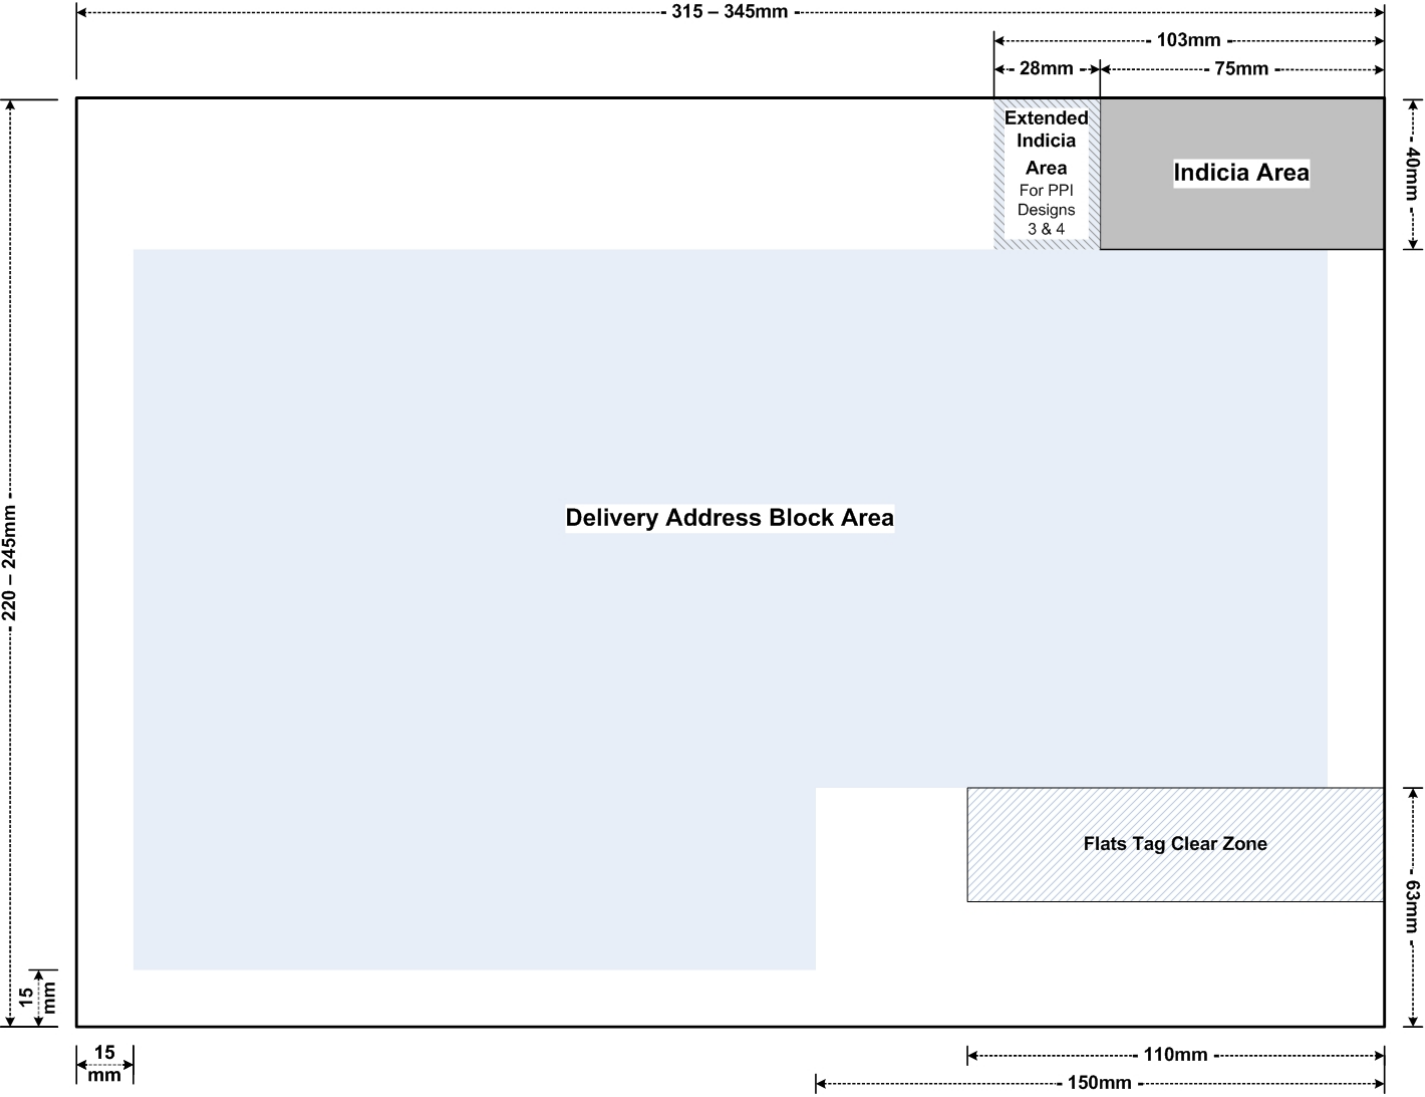 315 – 345mm
103mm
28mm
75mm
Extended
Indicia
Area
For PPI
Designs
3 & 4
Indicia Area
40mm
Delivery Address Block Area
220 – 245mm
Flats Tag Clear Zone
63mm
15
mm
15
mm
110mm
150mm